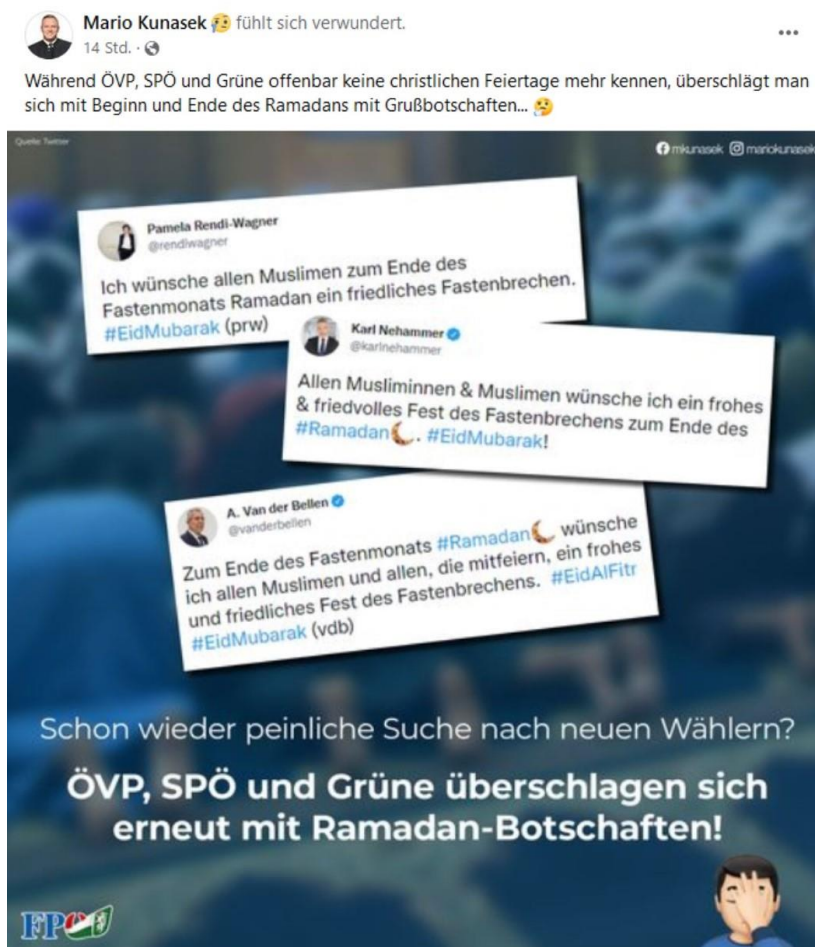 Mario Kunasek fühlt sich verwundert.
14 Std. ·
Während ÖVP, SPÖ und Grüne offenbar keine christlichen Feiertage mehr kennen, überschlägt man
sich mit Beginn und Ende des Ramadans mit Grußbotschaften...
Quelle: Twitter
mkunasek mariokunasek
Pamela Rendi-Wagner
@rendiwagner
Ich wünsche allen Muslimen zum Ende des
Fastenmonats Ramadan ein friedliches Fastenbrechen.
#EidMubarak (prw)
Karl Nehammer
@karlnehammer
Allen Musliminnen & Muslimen wünsche ich ein frohes
& friedvolles Fest des Fastenbrechens zum Ende des
#Ramadan. #EidMubarak!
A. Van der Bellen
@vanderbellen
Zum Ende des Fastenmonats #Ramadan wünsche
ich allen Muslimen und allen, die mitfeiern, ein frohes
und friedliches Fest des Fastenbrechens. #EidAlFitr
#EidMubarak (vdb)
Schon wieder peinliche Suche nach neuen Wählern?
ÖVP, SPÖ und Grüne überschlagen sich
erneut mit Ramadan-Botschaften!
FPÖ